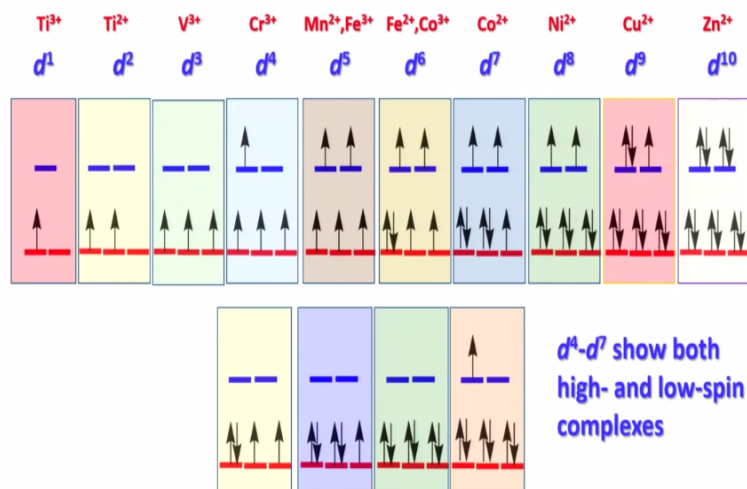 Ti³⁺ Ti²⁺ V³⁺ Cr³⁺ Mn²⁺,Fe³⁺ Fe²⁺,Co³⁺ Co²⁺ Ni²⁺ Cu²⁺ Zn²⁺
d¹ d² d³ d⁴ d⁵ d⁶ d⁷ d⁸ d⁹ d¹⁰
d⁴-d⁷ show both
high- and low-spin
complexes